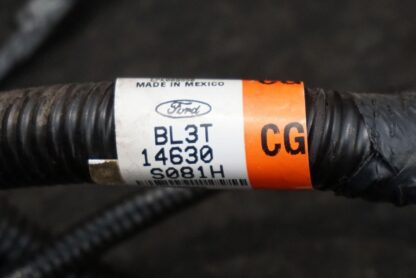 MADE IN MEXICO
Ford
BL3T
14630
S081H
CG